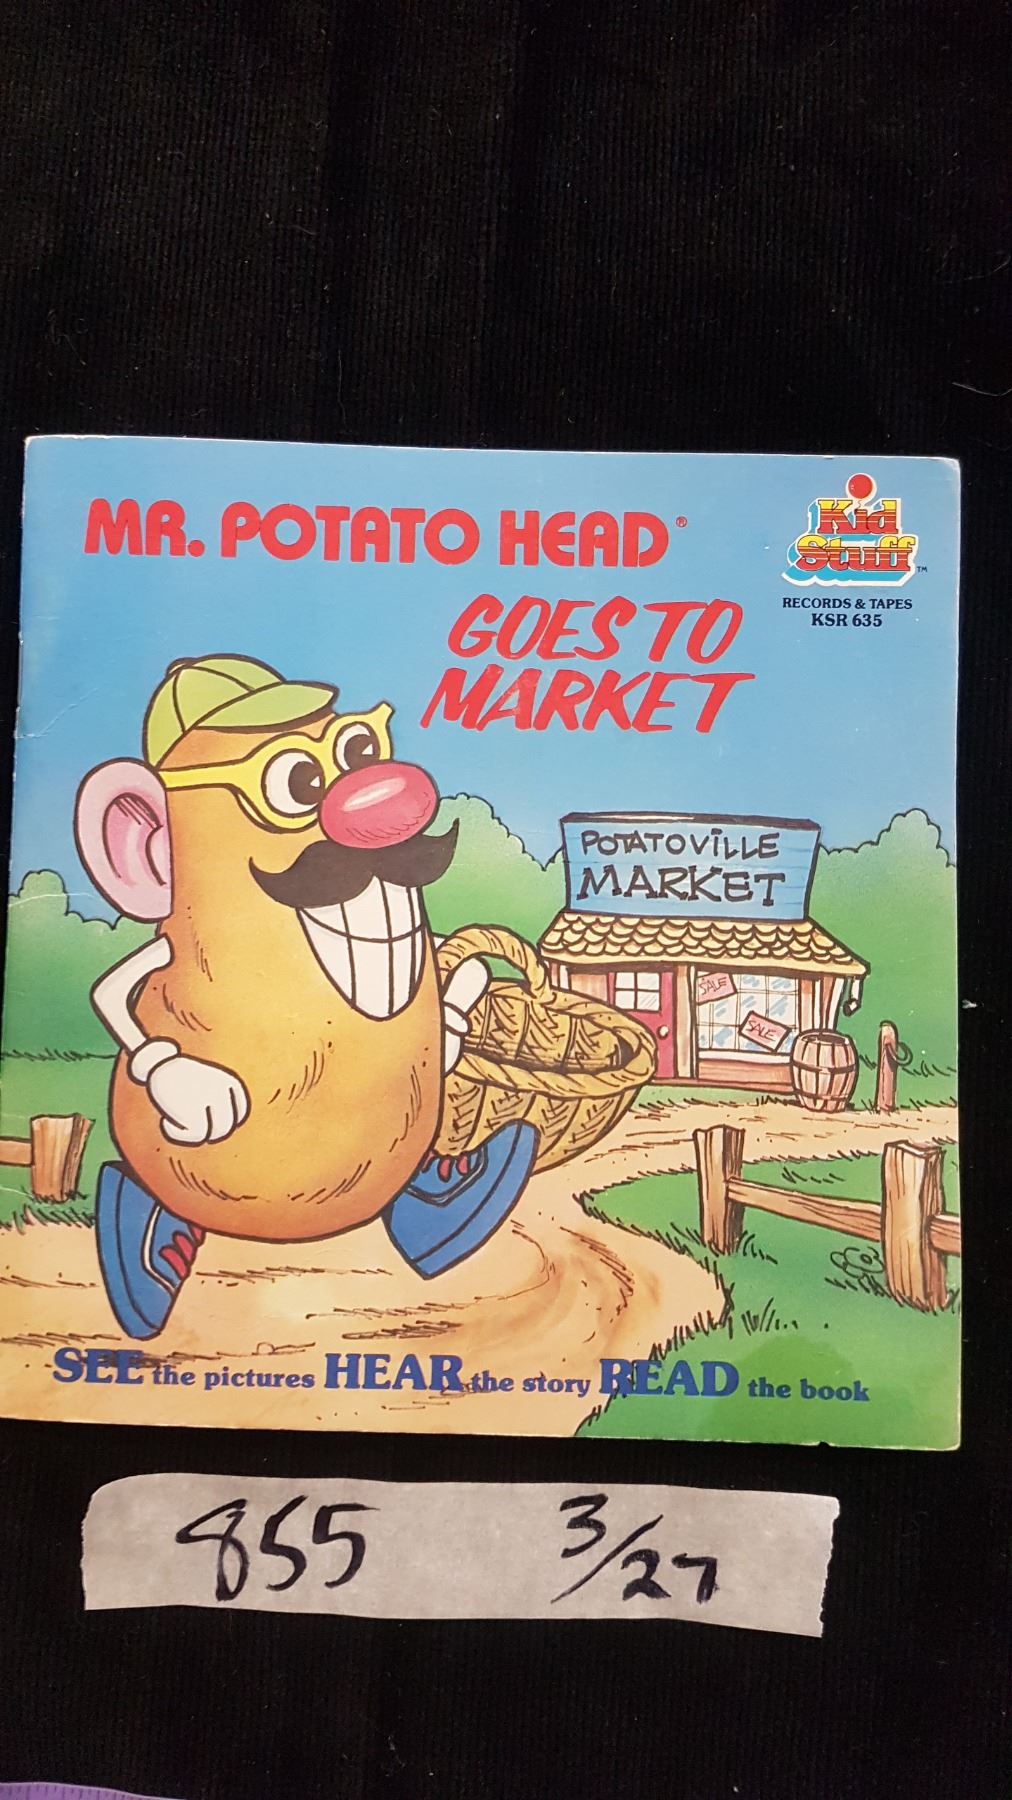 MR. POTATO HEAD®
Kid
Stuff™
RECORDS & TAPES
KSR 635
GOES TO
MARKET
POTATOVILLE
MARKET
SALE
SALE
SEE the pictures HEAR the story READ the book
855 3/27